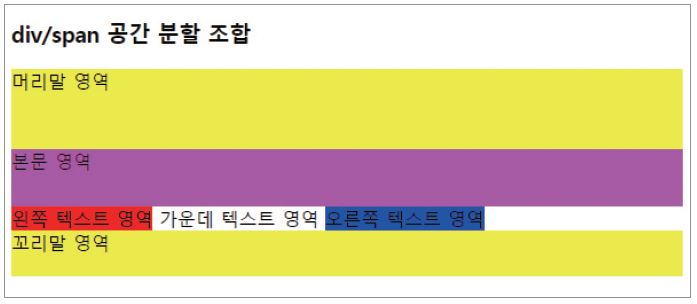 div/span 공간 분할 조합
머리말 영역
본문 영역
왼쪽 텍스트 영역 가운데 텍스트 영역 오른쪽 텍스트 영역
꼬리말 영역